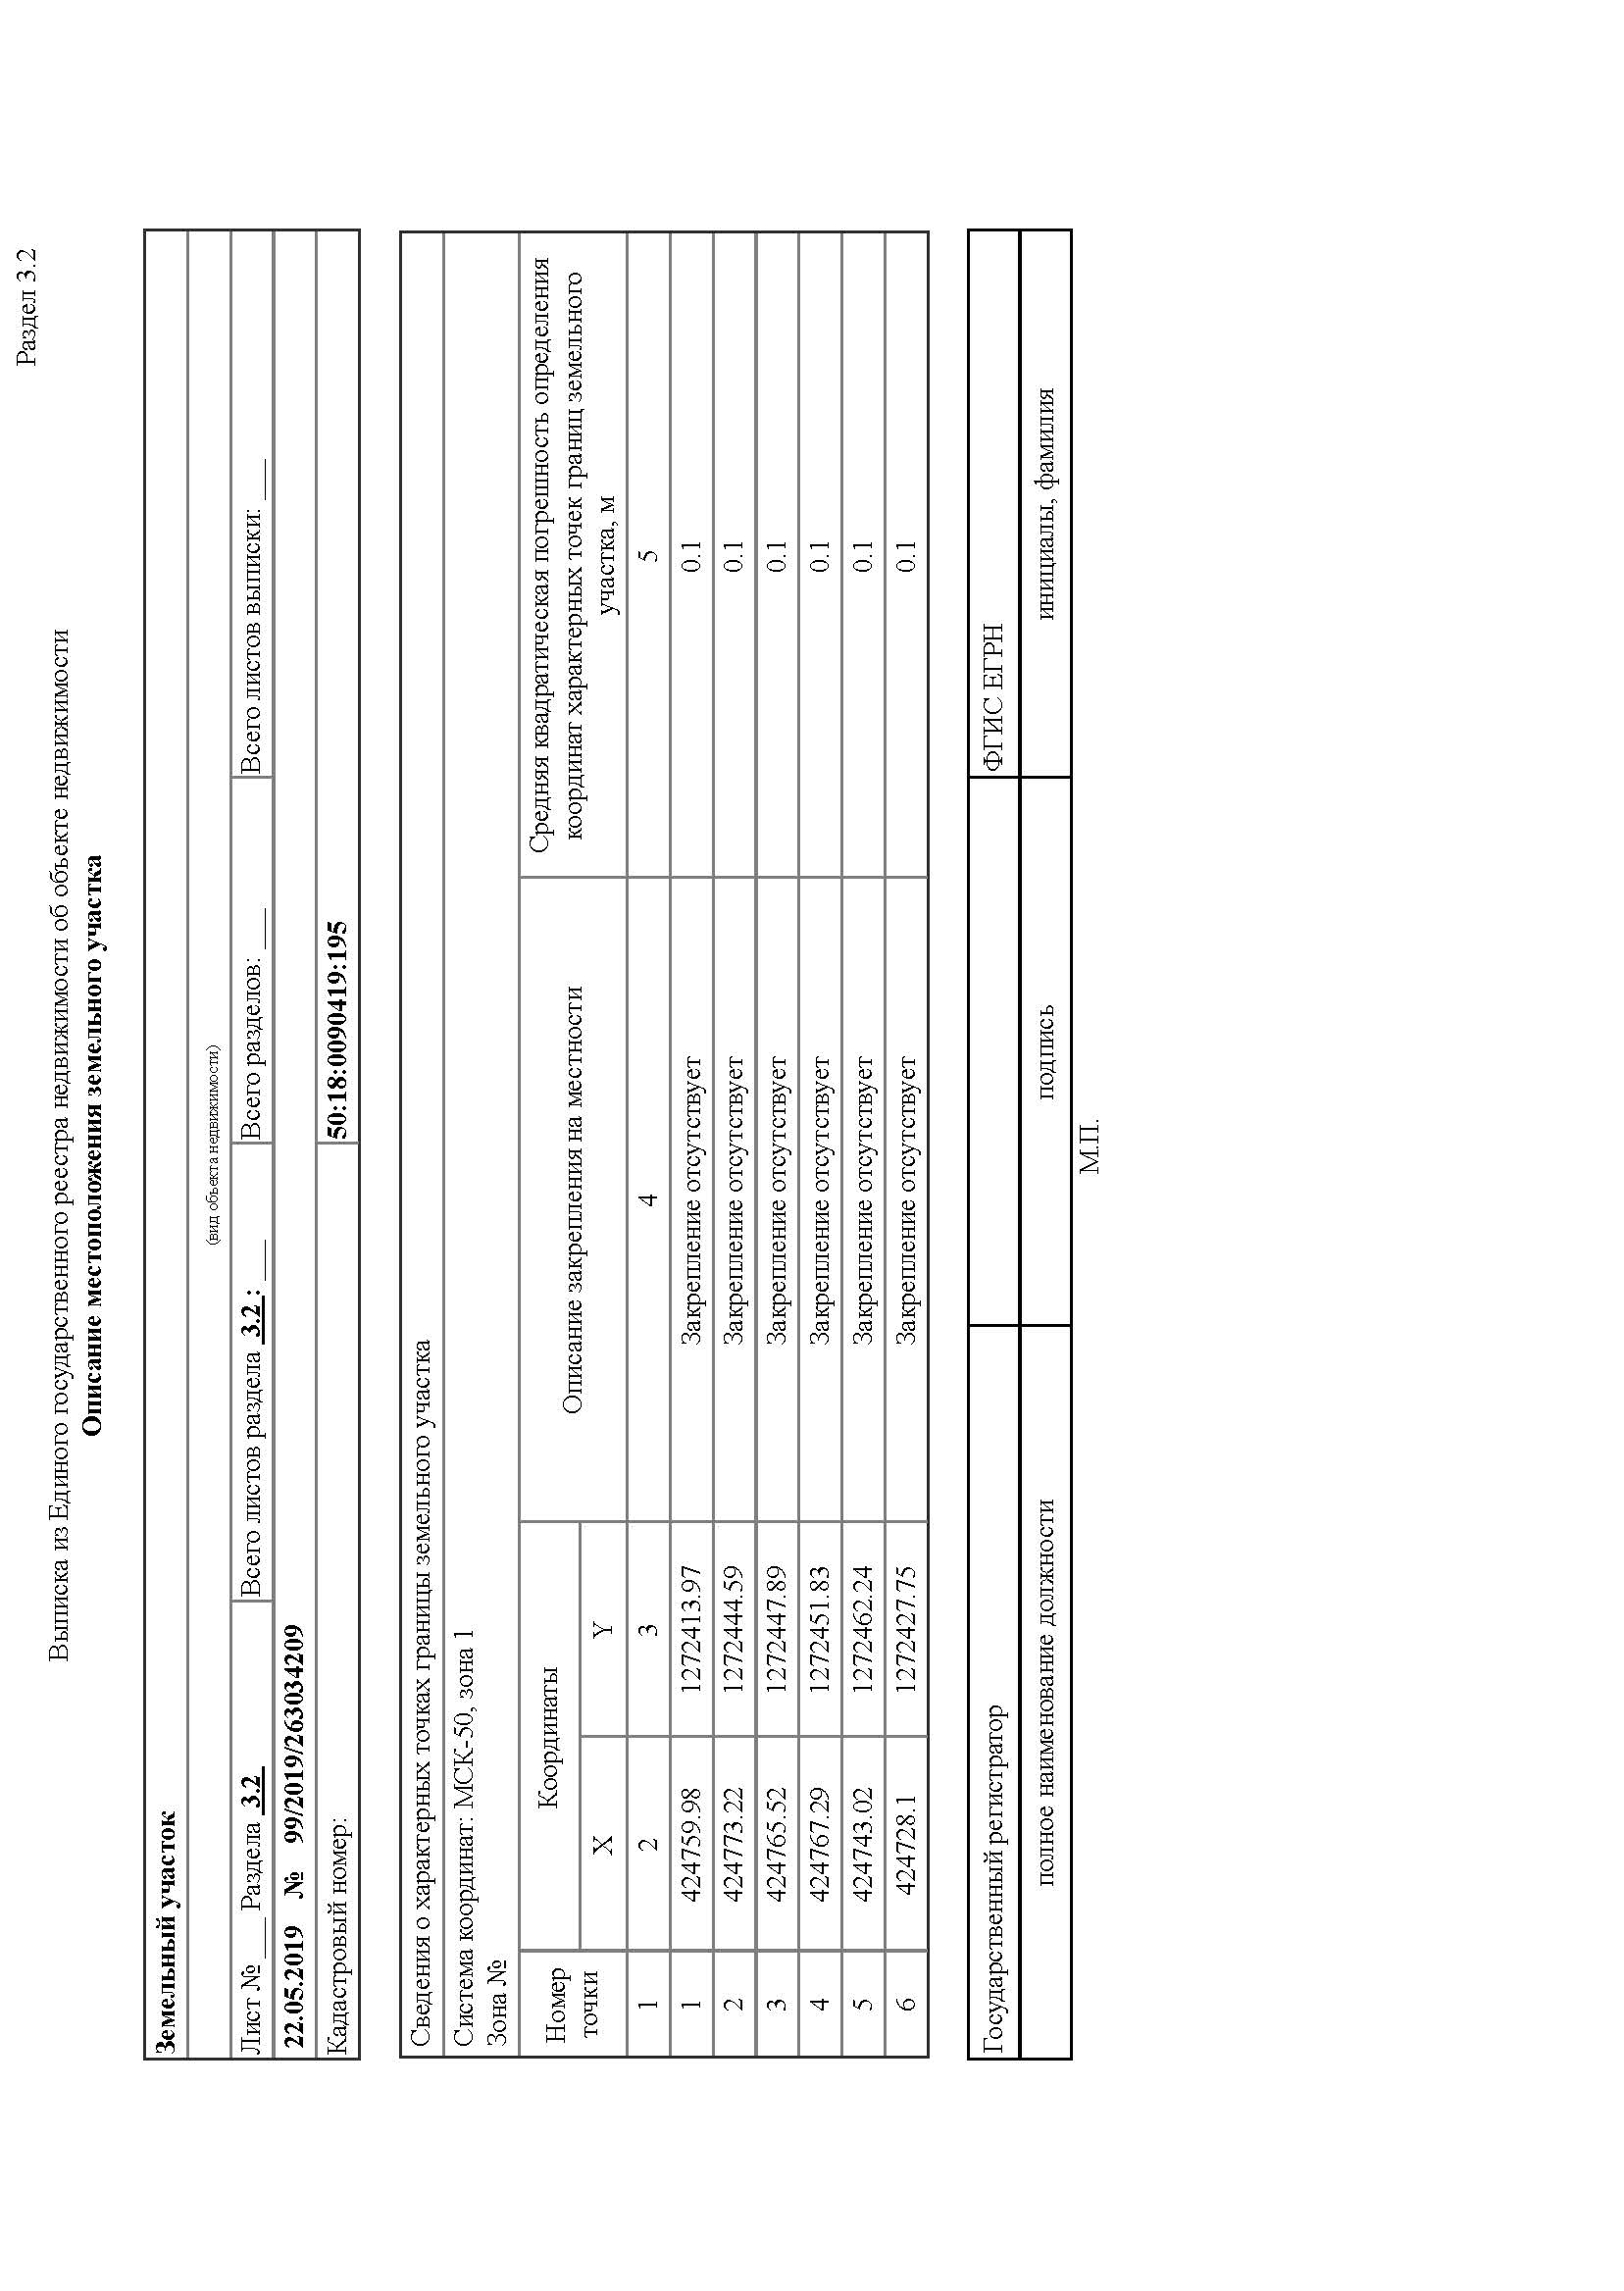 Раздел 3.2
Выписка из Единого государственного реестра недвижимости об объекте недвижимости
Описание местоположения земельного участка
Земельный участок
(вид объекта недвижимости)
Лист № ___ Раздела 3.2 Всего листов раздела 3.2 : ___ Всего разделов: ___ Всего листов выписки: ___
22.05.2019 № 99/2019/263034209
Кадастровый номер: 50:18:0090419:195
Сведения о характерных точках границы земельного участка
Система координат: МСК-50, зона 1
Зона №
Номер точки Координаты Описание закрепления на местности Средняя квадратическая погрешность определения
координат характерных точек границ земельного
участка, м
X Y
1 2 3 4 5
1 424759.98 1272413.97 Закрепление отсутствует 0.1
2 424773.22 1272444.59 Закрепление отсутствует 0.1
3 424765.52 1272447.89 Закрепление отсутствует 0.1
4 424767.29 1272451.83 Закрепление отсутствует 0.1
5 424743.02 1272462.24 Закрепление отсутствует 0.1
6 424728.1 1272427.75 Закрепление отсутствует 0.1
Государственный регистратор ФГИС ЕГРН
полное наименование должности подпись инициалы, фамилия
М.П.